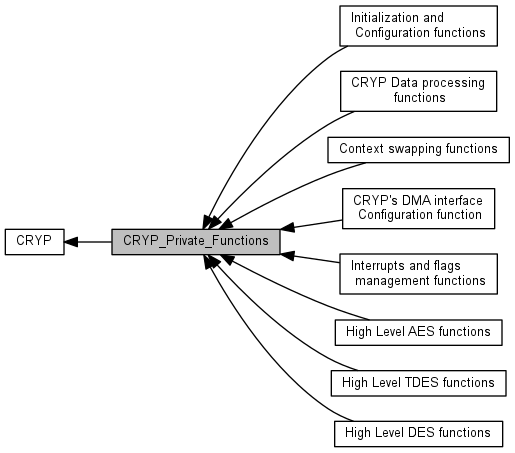 Initialization and
Configuration functions
CRYP Data processing
functions
Context swapping functions
CRYP's DMA interface
Configuration function
CRYP
CRYP_Private_Functions
Interrupts and flags
management functions
High Level AES functions
High Level TDES functions
High Level DES functions